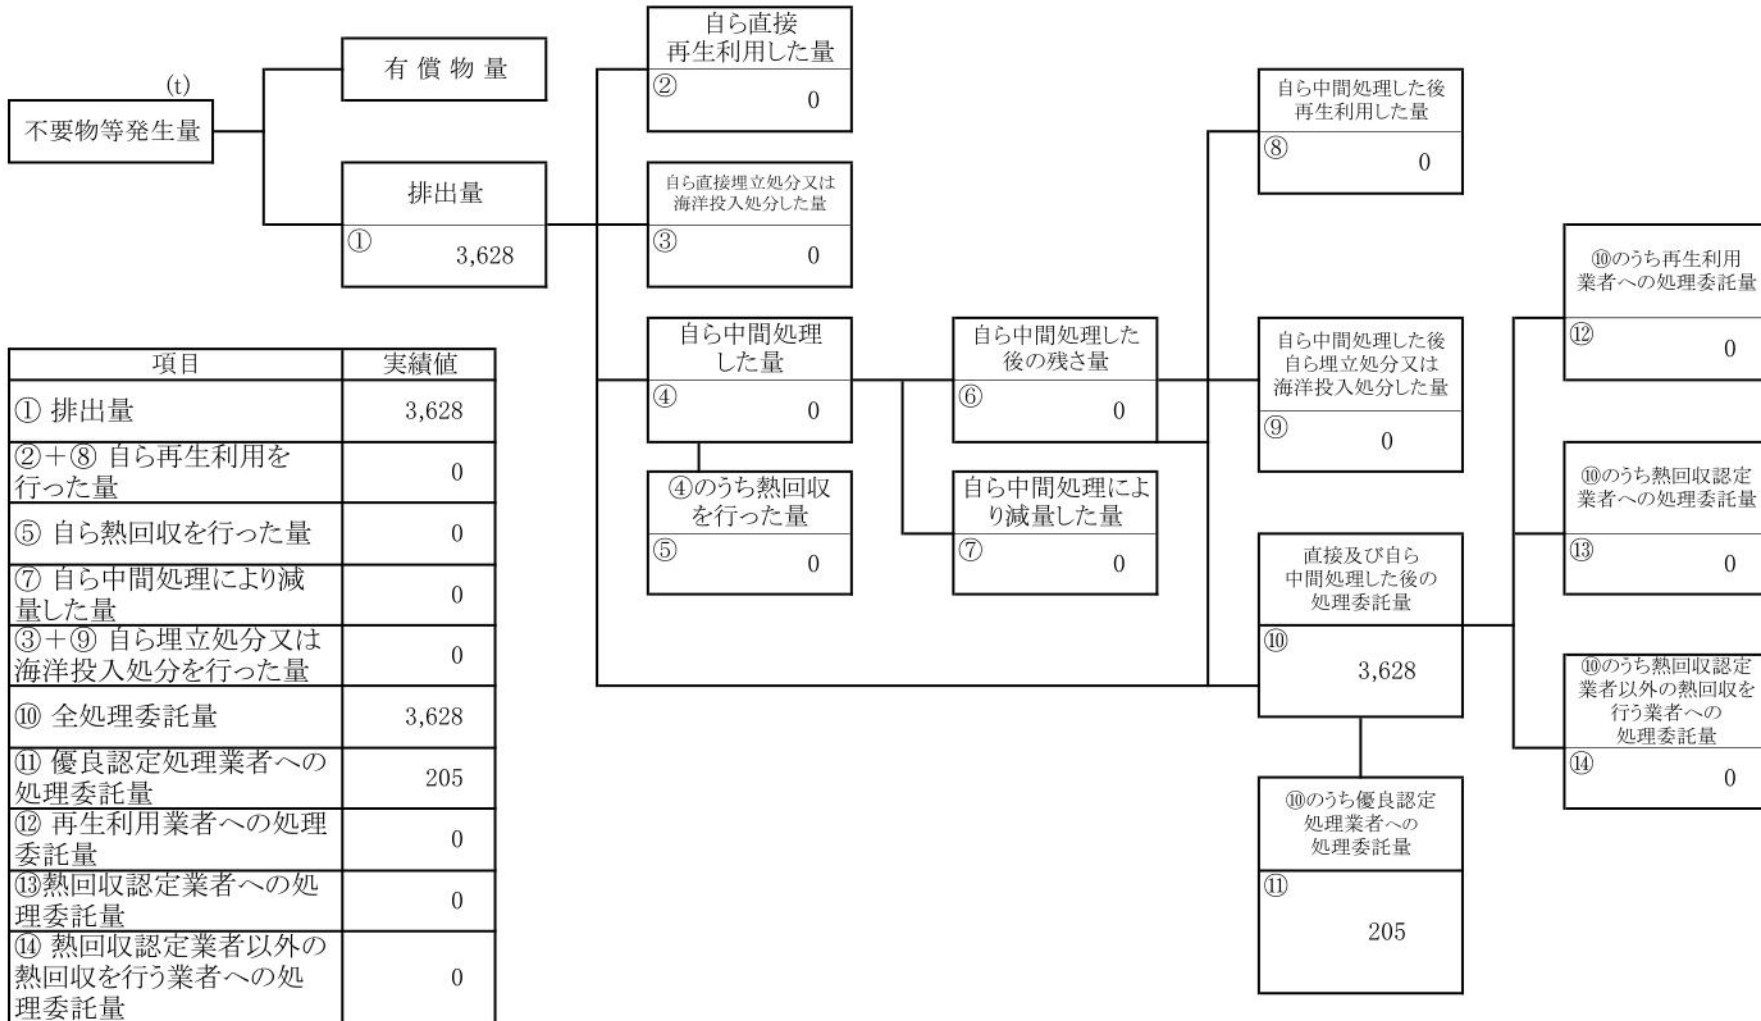 (t)
不要物等発生量
有 償 物 量
排出量
①
3,628
自ら直接
再生利用した量
②
0
自ら直接埋立処分又は
海洋投入処分した量
③
0
自ら中間処理
した量
④
0
④のうち熱回収
を行った量
⑤
0
自ら中間処理した
後の残さ量
⑥
0
自ら中間処理によ
り減量した量
⑦
0
自ら中間処理した後
再生利用した量
⑧
0
自ら中間処理した後
自ら埋立処分又は
海洋投入処分した量
⑨
0
直接及び自ら
中間処理した後の
処理委託量
⑩
3,628
⑩のうち優良認定
処理業者への
処理委託量
⑪
205
⑩のうち再生利用
業者への処理委託量
⑫
0
⑩のうち熱回収認定
業者への処理委託量
⑬
0
⑩のうち熱回収認定
業者以外の熱回収を
行う業者への
処理委託量
⑭
0
項目 実績値
① 排出量 3,628
②＋⑧ 自ら再生利用を
行った量 0
⑤ 自ら熱回収を行った量 0
⑦ 自ら中間処理により減
量した量 0
③＋⑨ 自ら埋立処分又は
海洋投入処分を行った量 0
⑩ 全処理委託量 3,628
⑪ 優良認定処理業者への
処理委託量 205
⑫ 再生利用業者への処理
委託量 0
⑬熱回収認定業者への処
理委託量 0
⑭ 熱回収認定業者以外の
熱回収を行う業者への処
理委託量 0